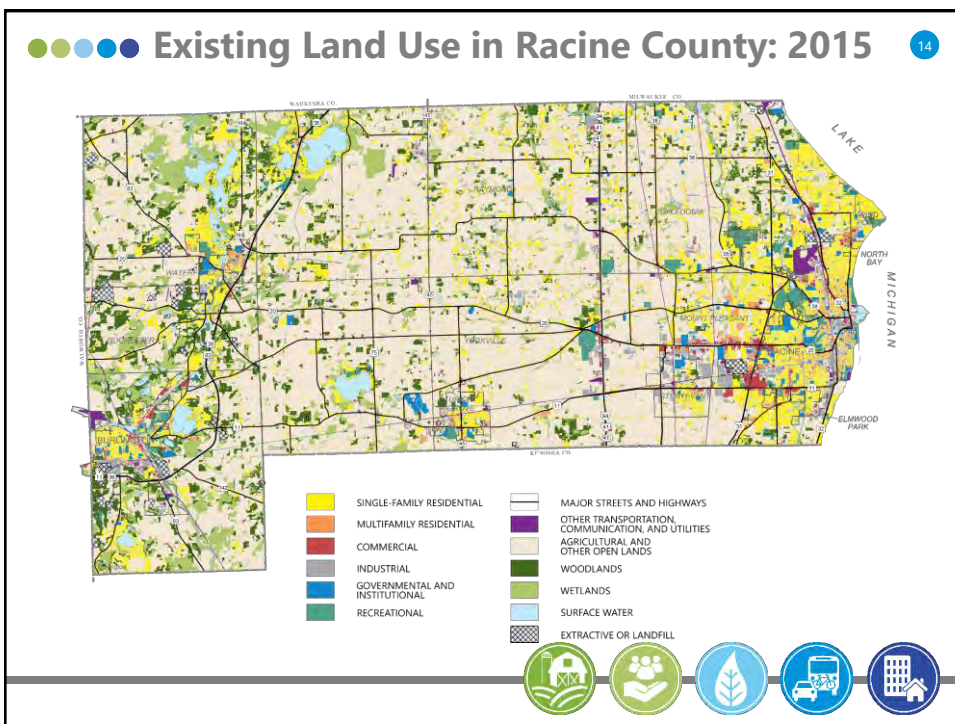 Existing Land Use in Racine County: 2015
14
WAUKESHA CO.
MILWAUKEE CO.
LAKE
MICHIGAN
WALWORTH CO.
RAYMOND
CALEDONIA
NORTH
BAY
MOUNT PLEASANT
YORKVILLE
BURLINGTON
ELMWOOD
PARK
KENOSHA CO.
SINGLE-FAMILY RESIDENTIAL
MULTIFAMILY RESIDENTIAL
COMMERCIAL
INDUSTRIAL
GOVERNMENTAL AND
INSTITUTIONAL
RECREATIONAL
MAJOR STREETS AND HIGHWAYS
OTHER TRANSPORTATION,
COMMUNICATION, AND UTILITIES
AGRICULTURAL AND
OTHER OPEN LANDS
WOODLANDS
WETLANDS
SURFACE WATER
EXTRACTIVE OR LANDFILL